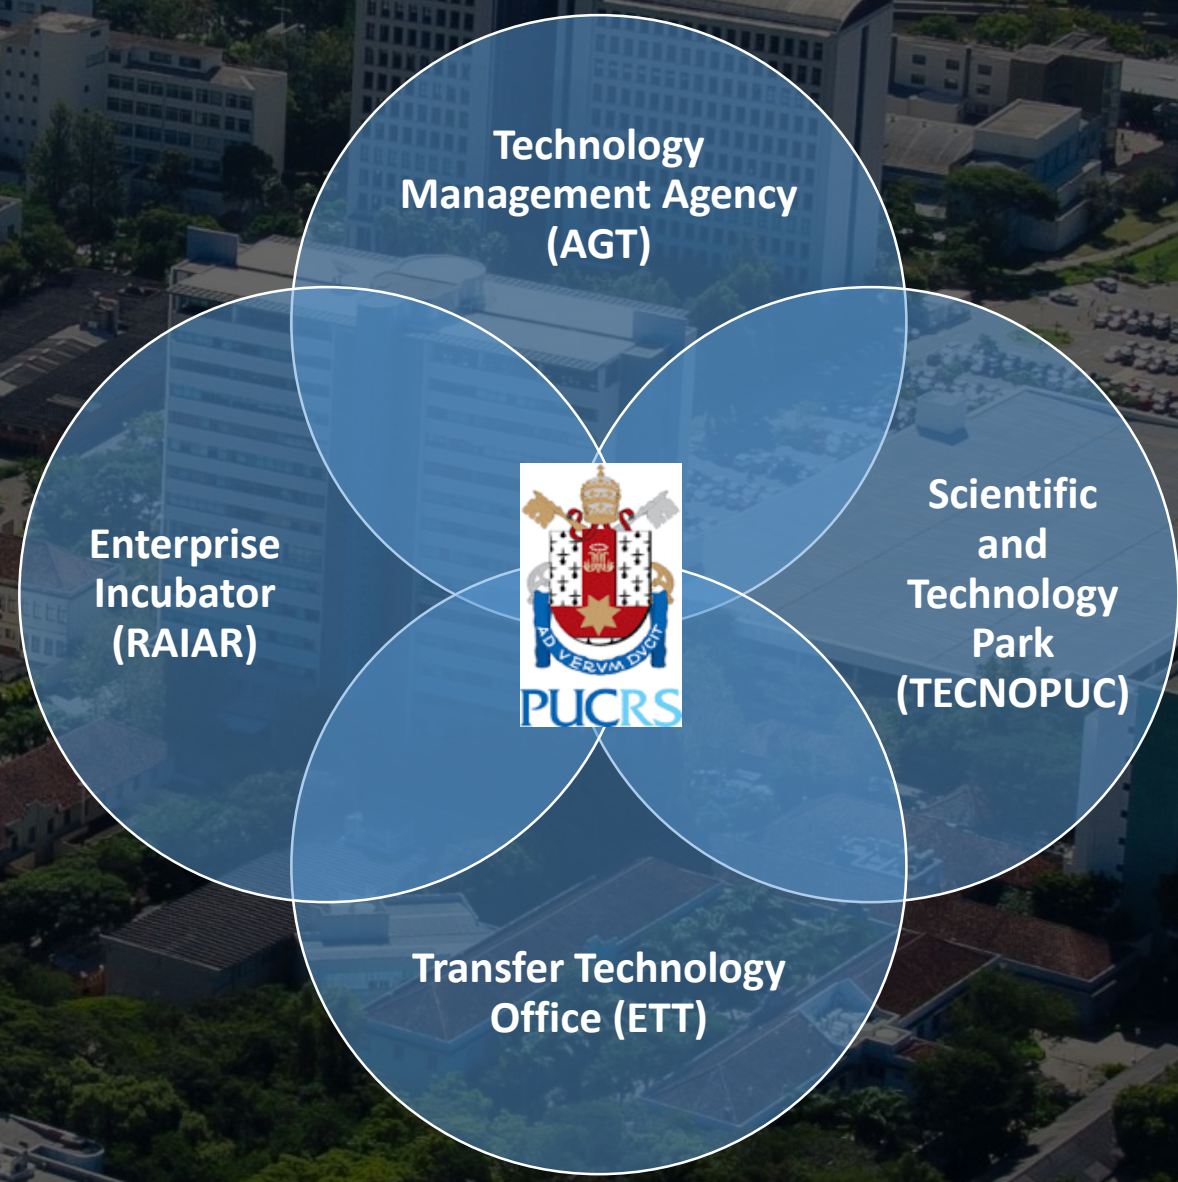 Technology
Management Agency
(AGT)
Enterprise
Incubator
(RAIAR)
Scientific
and
Technology
Park
(TECNOPUC)
AD VERVM DVCIT
PUCRS
Transfer Technology
Office (ETT)